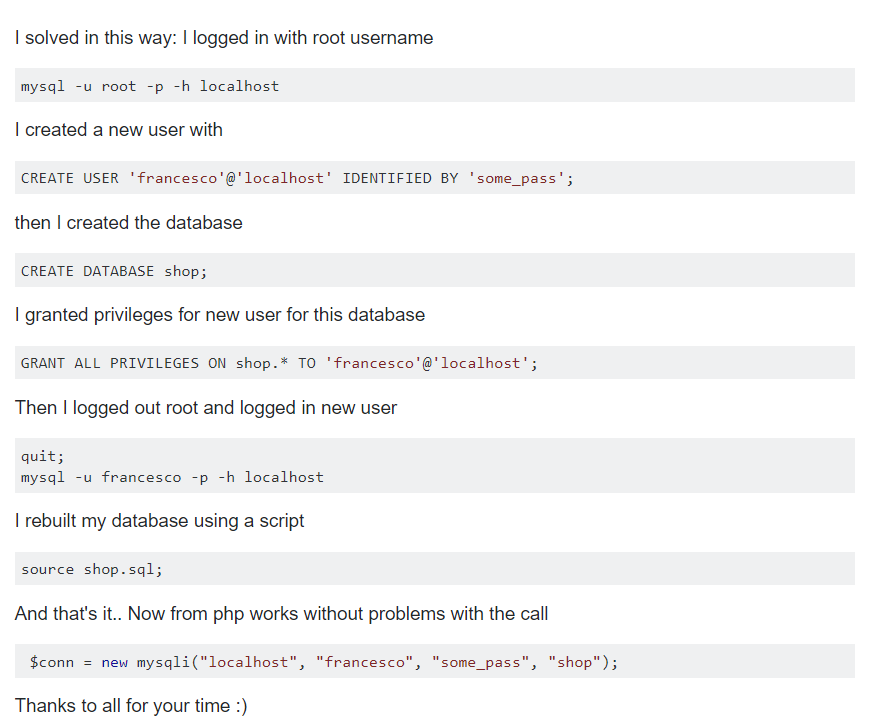 I solved in this way: I logged in with root username
mysql -u root -p -h localhost
I created a new user with
CREATE USER 'francesco'@'localhost' IDENTIFIED BY 'some_pass';
then I created the database
CREATE DATABASE shop;
I granted privileges for new user for this database
GRANT ALL PRIVILEGES ON shop.* TO 'francesco'@'localhost';
Then I logged out root and logged in new user
quit;
mysql -u francesco -p -h localhost
I rebuilt my database using a script
source shop.sql;
And that's it.. Now from php works without problems with the call
$conn = new mysqli("localhost", "francesco", "some_pass", "shop");
Thanks to all for your time :)